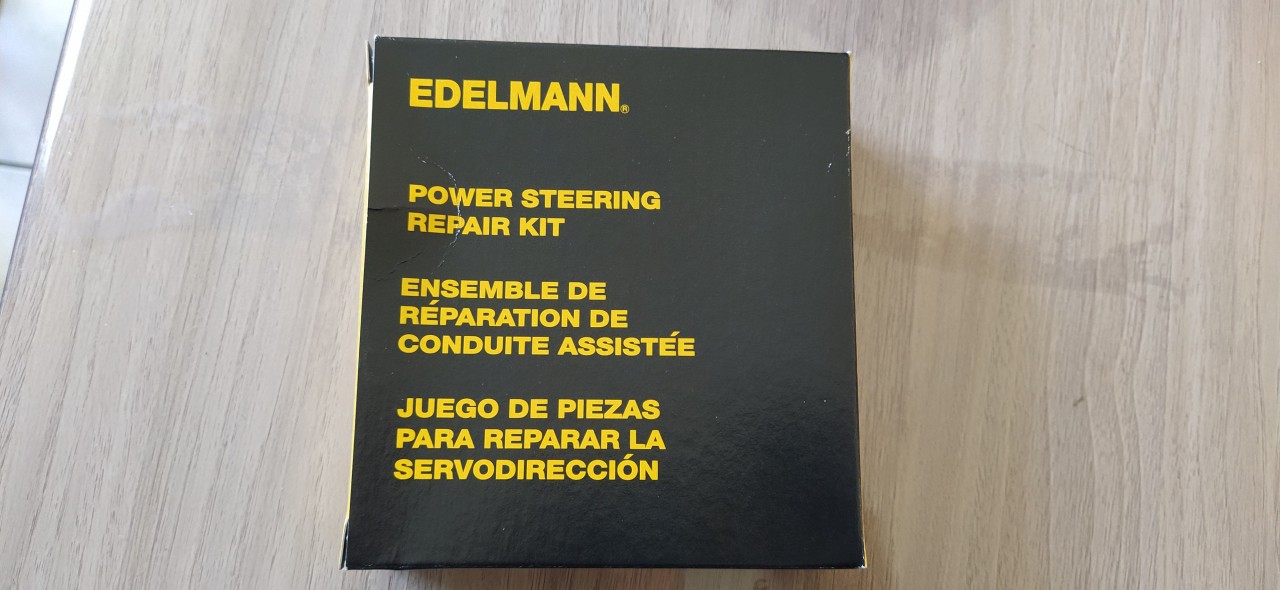 EDELMANN®
POWER STEERING
REPAIR KIT
ENSEMBLE DE
RÉPARATION DE
CONDUITE ASSISTÉE
JUEGO DE PIEZAS
PARA REPARAR LA
SERVODIRECCIÓN